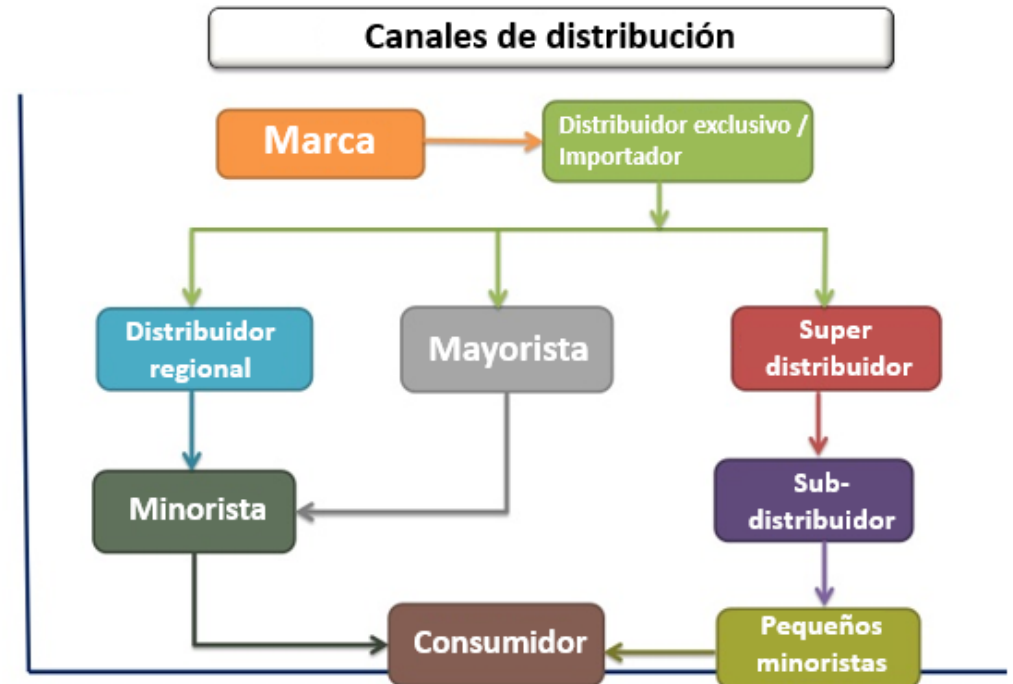 Canales de distribución
Marca
Distribuidor exclusivo /
Importador
Distribuidor
regional
Mayorista
Super
distribuidor
Minorista
Sub-
distribuidor
Consumidor
Pequeños
minoristas